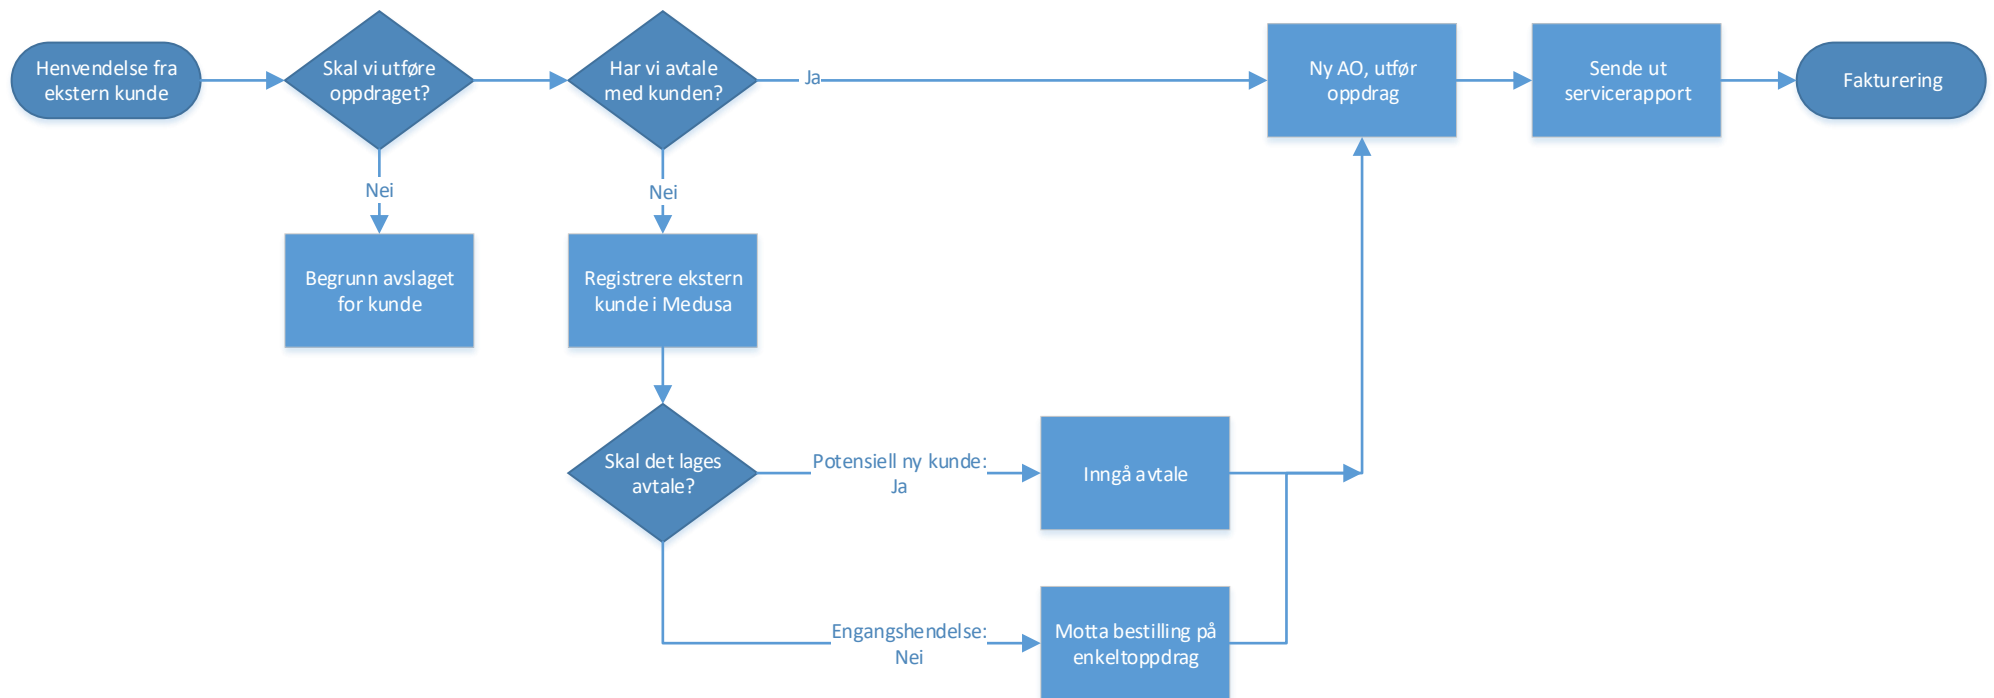 Henvendelse fra
ekstern kunde
Skal vi utføre
oppdraget?
Har vi avtale
med kunden?
Ja
Ny AO, utfør
oppdrag
Sende ut
servicerapport
Fakturering
Nei
Nei
Begrunn avslaget
for kunde
Registrere ekstern
kunde i Medusa
Skal det lages
avtale?
Potensiell ny kunde:
Ja
Inngå avtale
Engangshendelse:
Nei
Motta bestilling på
enkeltoppdrag